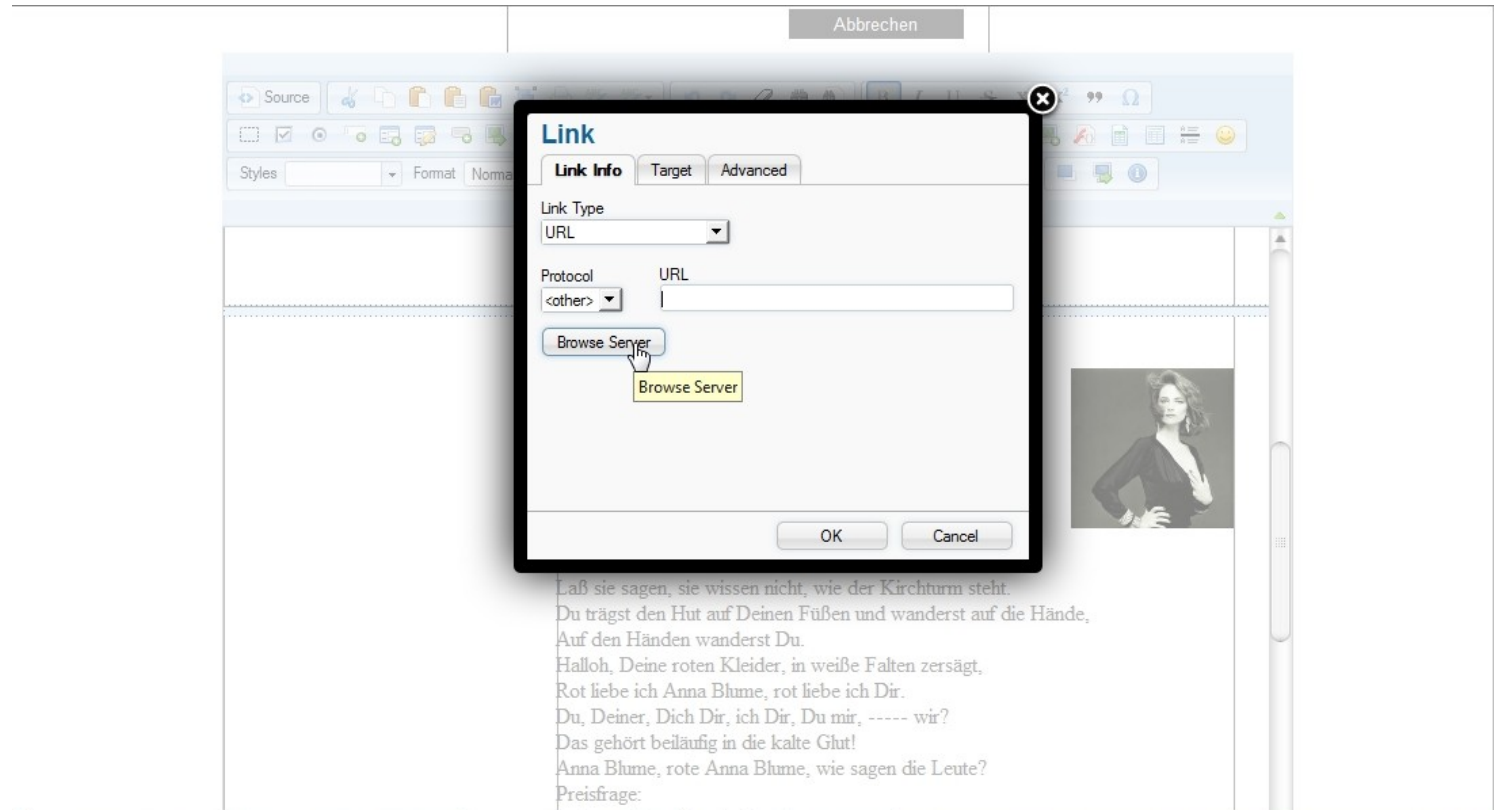 Abbrechen
Source
B I U S
Styles Format Norma
Link
Link Info Target Advanced
Link Type
URL
Protocol URL
<other>
Browse Server
Browse Server
OK Cancel
Laß sie sagen, sie wissen nicht, wie der Kirchturm steht.
Du trägst den Hut auf Deinen Füßen und wanderst auf die Hände,
Auf den Händen wanderst Du.
Halloh, Deine roten Kleider, in weiße Falten zersägt,
Rot liebe ich Anna Blume, rot liebe ich Dir.
Du, Deiner, Dich Dir, ich Dir, Du mir, ----- wir?
Das gehört beiläufig in die kalte Glut!
Anna Blume, rote Anna Blume, wie sagen die Leute?
Preisfrage: